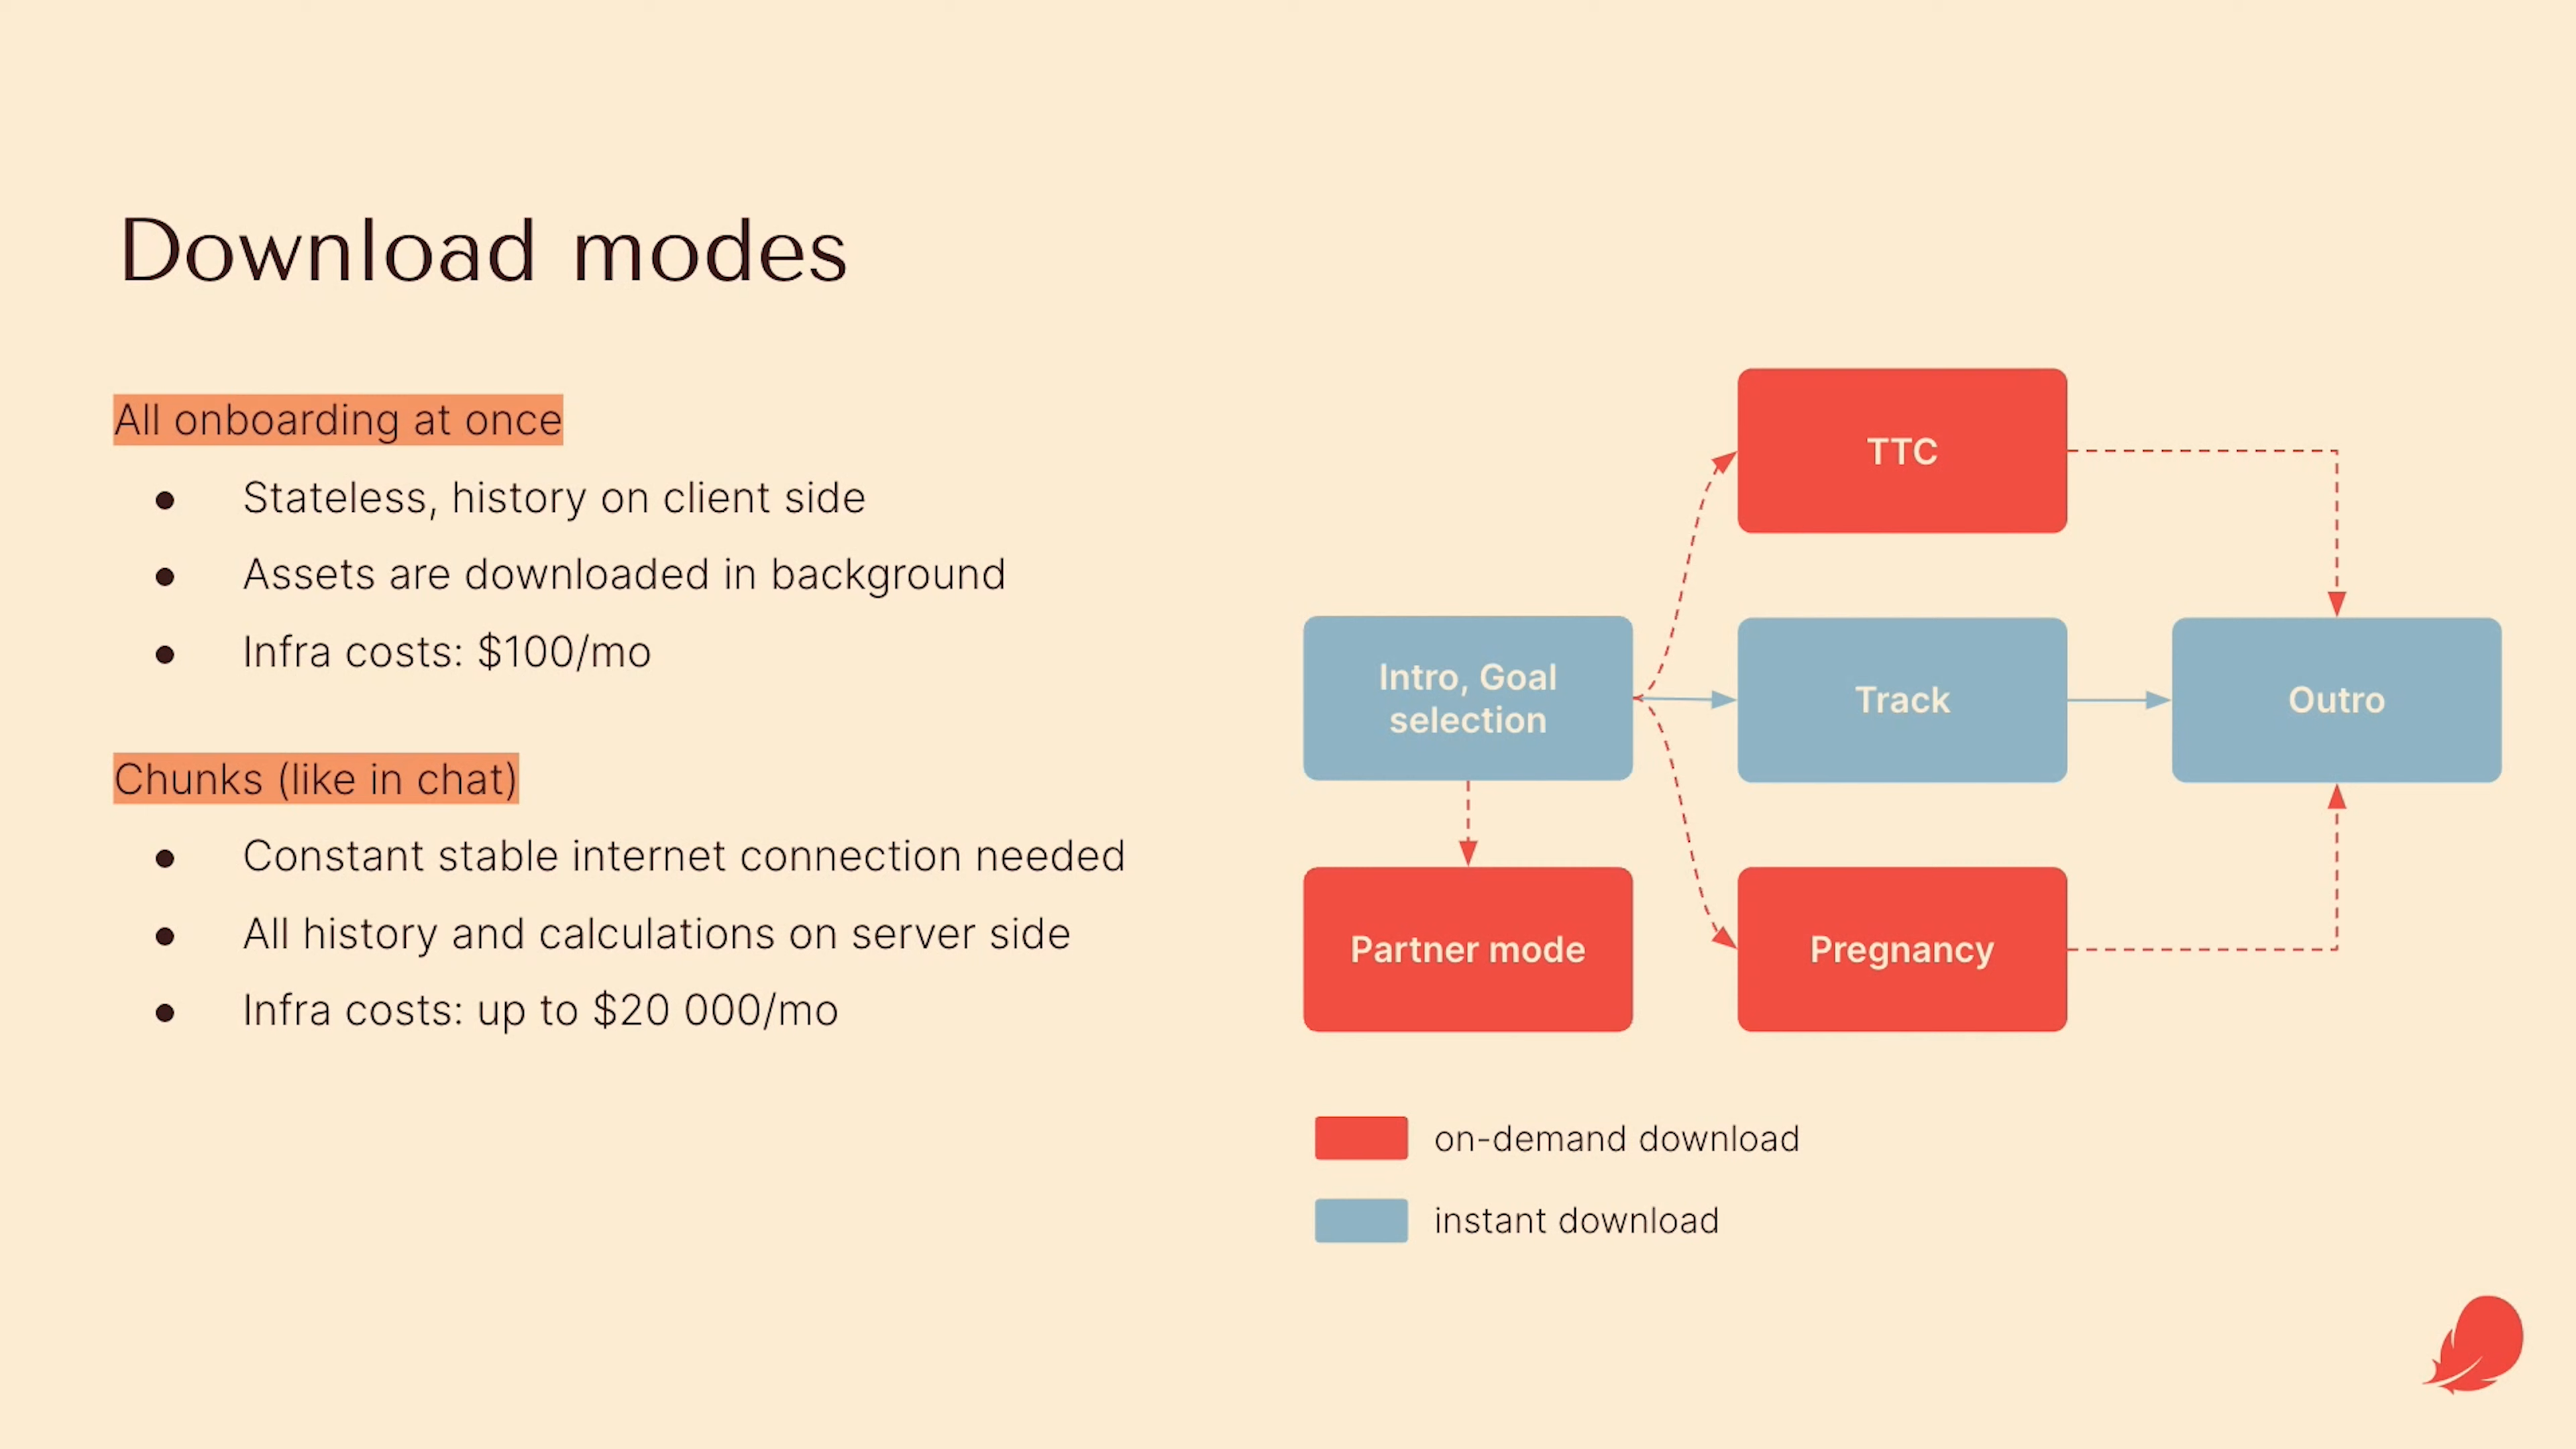 Download modes
All onboarding at once
● Stateless, history on client side
● Assets are downloaded in background
● Infra costs: $100/mo
Chunks (like in chat)
● Constant stable internet connection needed
● All history and calculations on server side
● Infra costs: up to $20 000/mo
TTC
Intro, Goal
selection
Track
Outro
Partner mode
Pregnancy
on-demand download
instant download